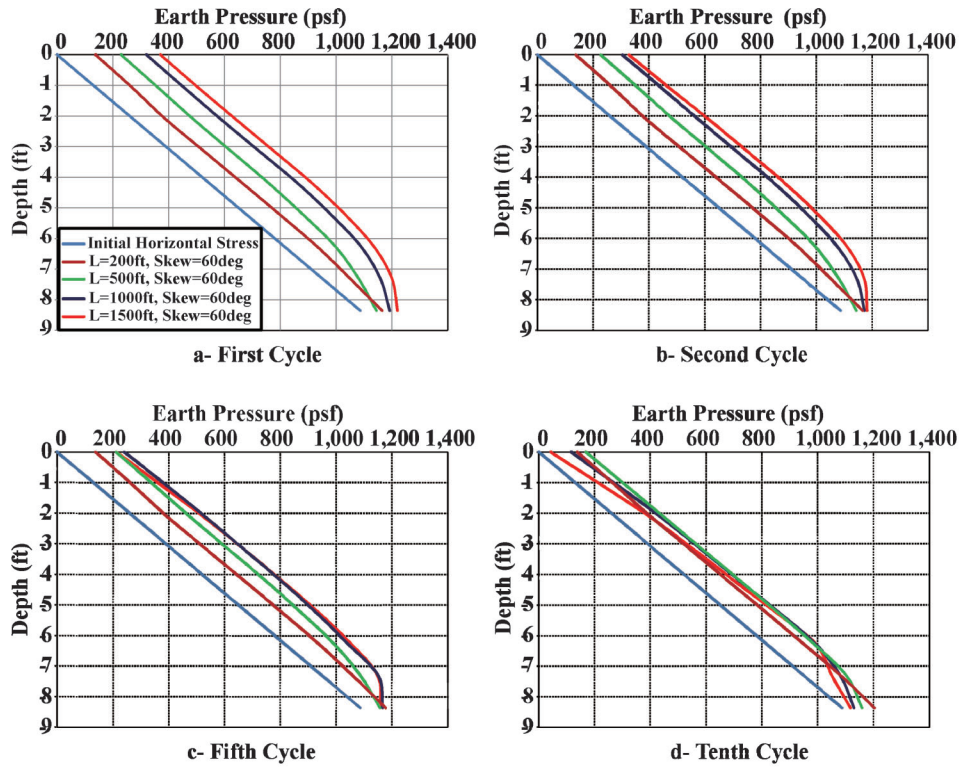 Earth Pressure (psf)
0 200 400 600 800 1,000 1,200 1,400
Depth (ft)
0
1
2
3
4
5
6
7
8
9
Initial Horizontal Stress
L=200ft, Skew=60deg
L=500ft, Skew=60deg
L=1000ft, Skew=60deg
L=1500ft, Skew=60deg
a- First Cycle
Earth Pressure (psf)
0 200 400 600 800 1,000 1,200 1,400
Depth (ft)
0
1
2
3
4
5
6
7
8
9
b- Second Cycle
Earth Pressure (psf)
0 200 400 600 800 1,000 1,200 1,400
Depth (ft)
0
1
2
3
4
5
6
7
8
9
c- Fifth Cycle
Earth Pressure (psf)
0 200 400 600 800 1,000 1,200 1,400
Depth (ft)
0
1
2
3
4
5
6
7
8
9
d- Tenth Cycle